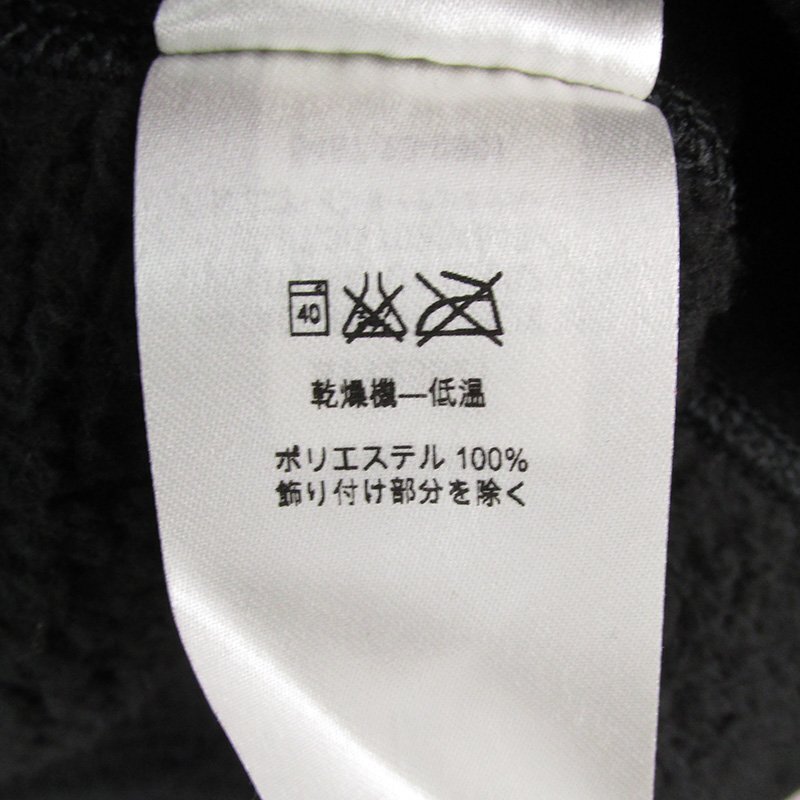 40
乾燥機—低温
ポリエステル 100%
飾り付け部分を除く